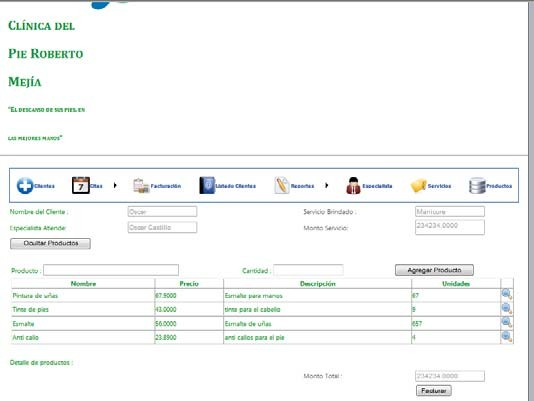 CLÍNICA DEL
PIE ROBERTO
MEJÍA
"EL DESCANSO DE SUS PIES, EN
LAS MEJORES MANOS"
Clientes 7 Citas Facturación Listado Clientes Reportes Especialista Servicios Productos
Nombre del Cliente : Oscar Servicio Brindado : Manicure
Especialista Atiende: Oscar Castillo Monto Servicio: 234234.0000
Ocultar Productos
Producto : Cantidad : Agregar Producto
Nombre Precio Descripción Unidades
Pintura de uñas 67.9000 Esmalte para manos 67
Tinte de pies 43.0000 tinte para el cabello 9
Esmalte 56.0000 Esmalte de uñas 657
Anti callo 23.8900 anti callos para el pie 4
Detalle de productos :
Monto Total : 234234.0000
Facturar